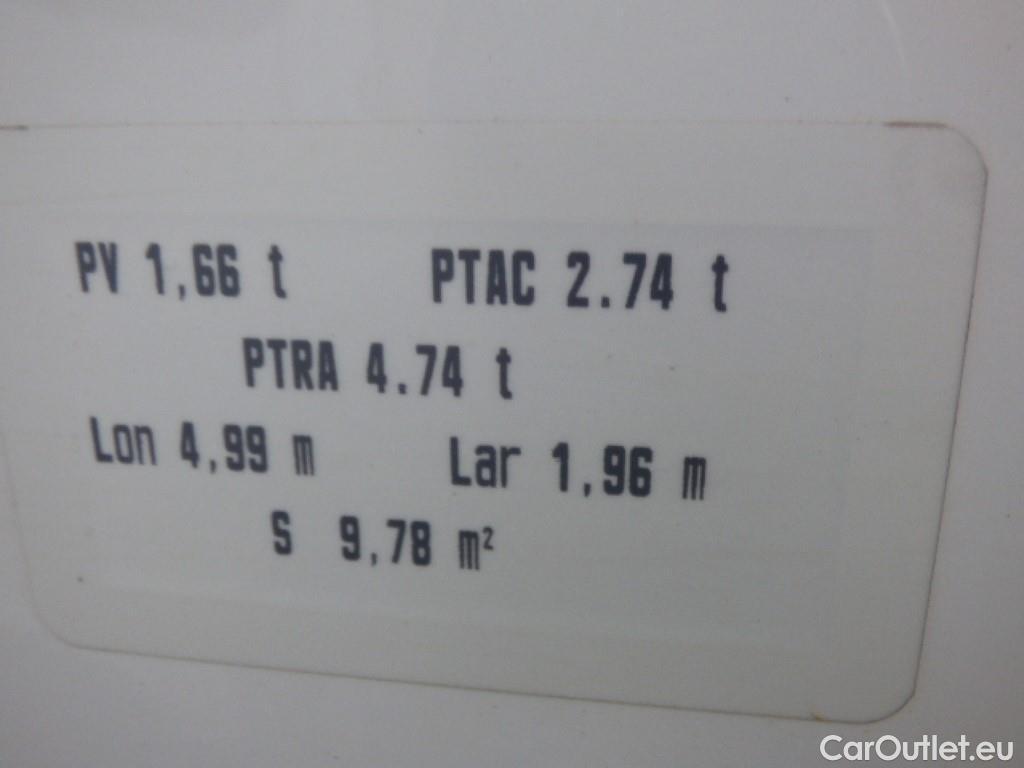 PV 1,66 t PTAC 2.74 t
PTRA 4.74 t
Lon 4,99 m Lar 1,96 m
S 9,78 m²
CarOutlet.eu